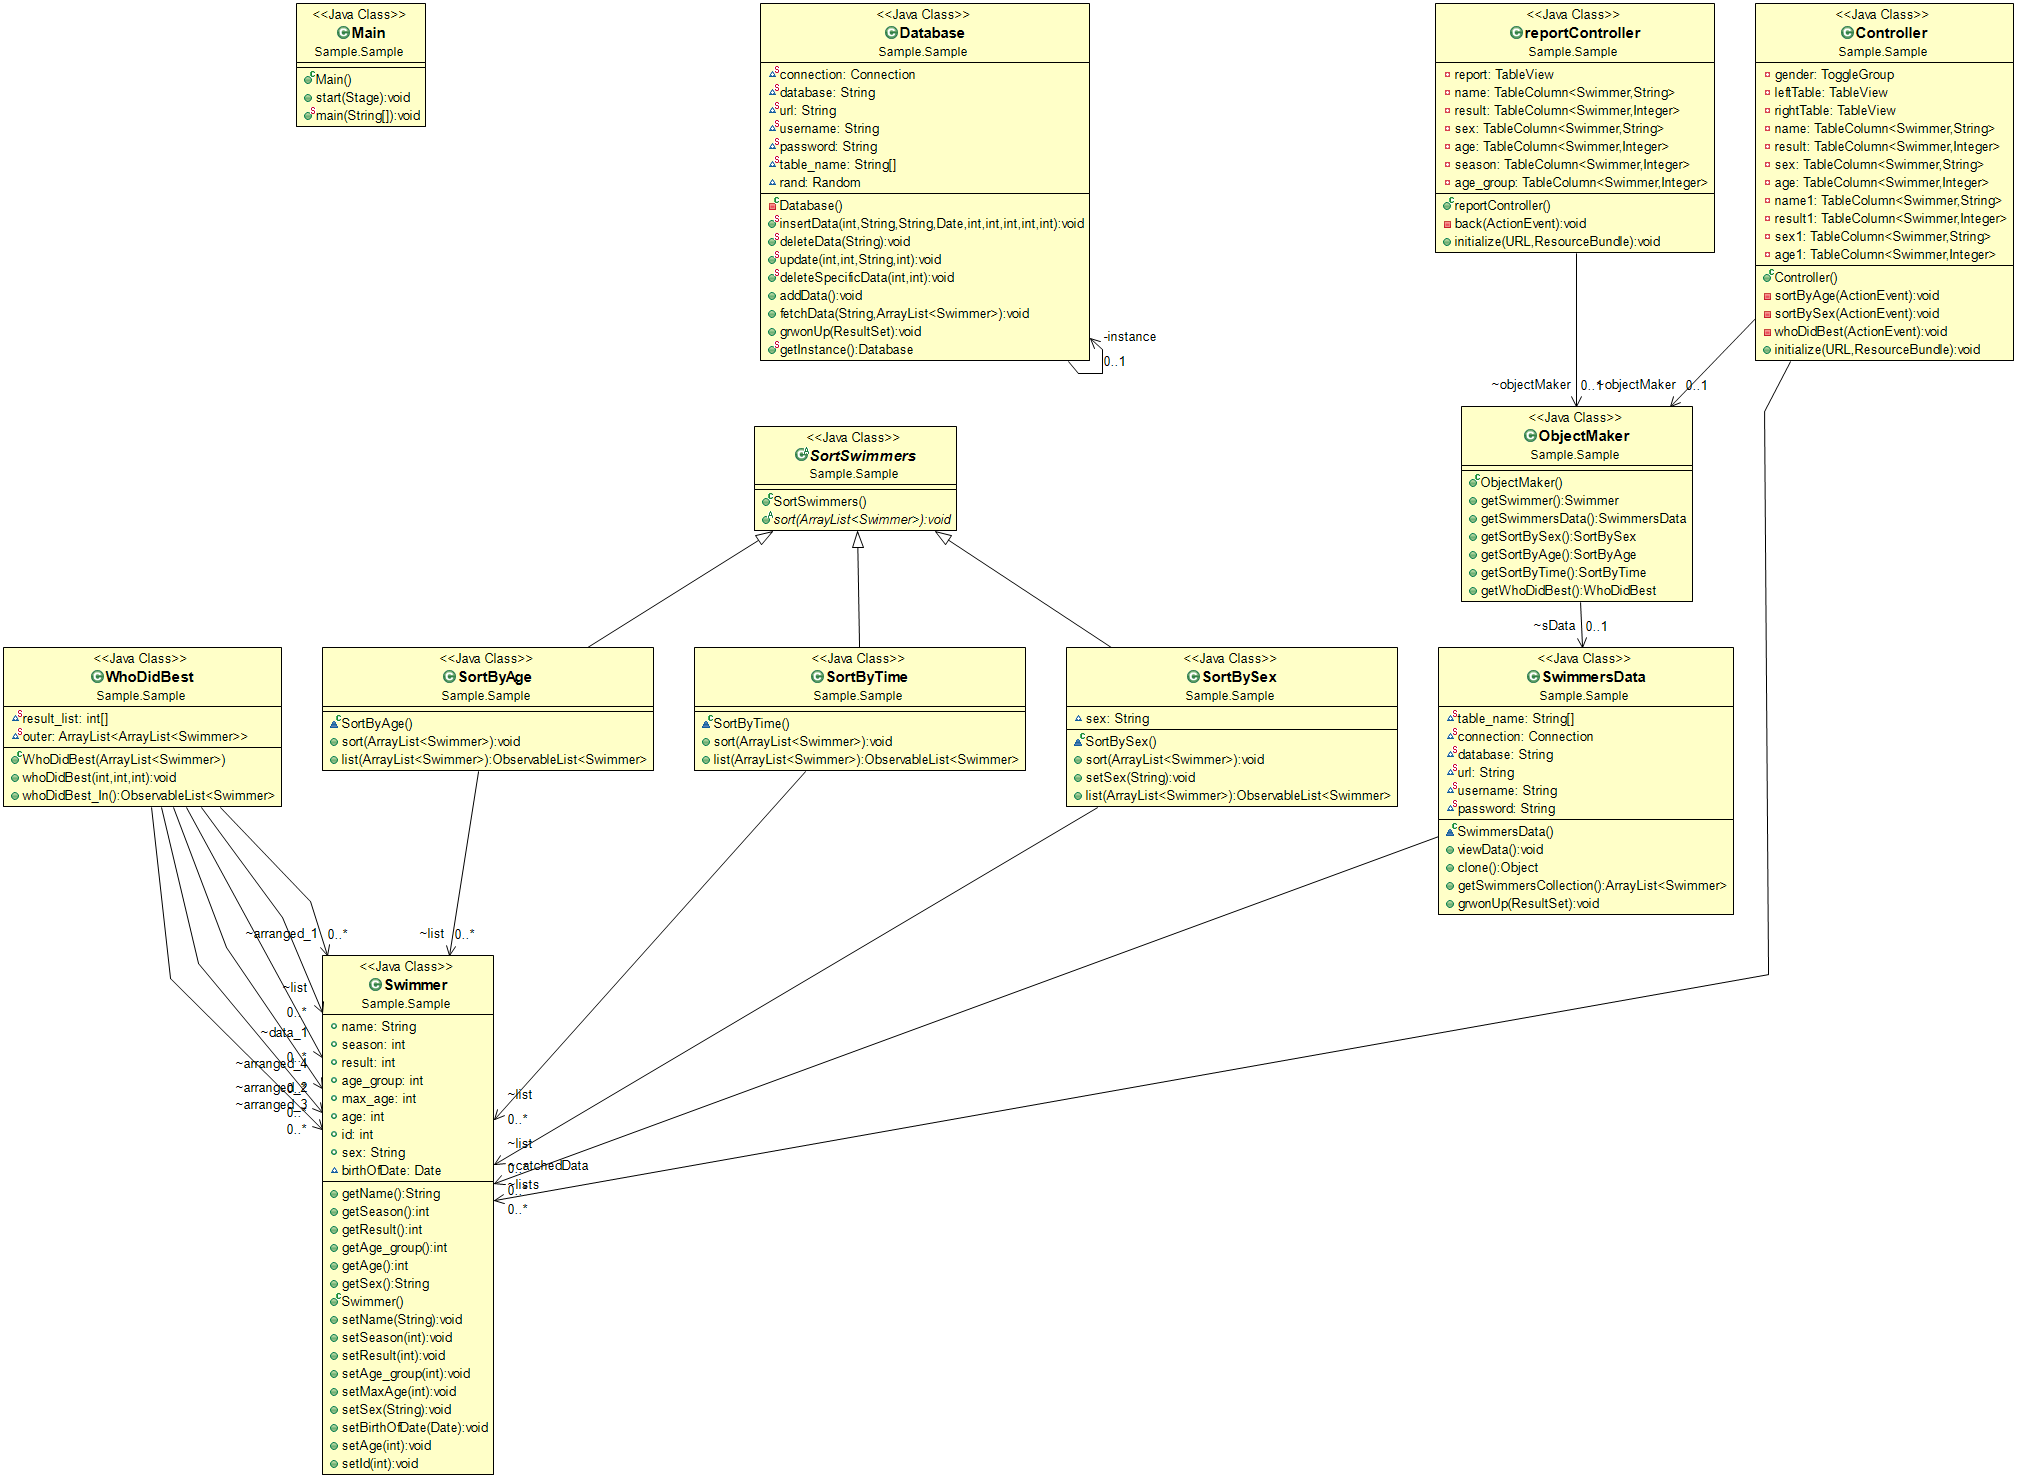 <<Java Class>>
Main
Sample.Sample
Main()
start(Stage):void
main(String[]):void
<<Java Class>>
Database
Sample.Sample
connection: Connection
database: String
url: String
username: String
password: String
table_name: String[]
rand: Random
Database()
insertData(int,String,String,Date,int,int,int,int,int):void
deleteData(String):void
update(int,int,String,int):void
deleteSpecificData(int,int):void
addData():void
fetchData(String,ArrayList<Swimmer>):void
grwonUp(ResultSet):void
getInstance():Database
-instance
0..1
<<Java Class>>
reportController
Sample.Sample
report: TableView
name: TableColumn<Swimmer,String>
result: TableColumn<Swimmer,Integer>
sex: TableColumn<Swimmer,String>
age: TableColumn<Swimmer,Integer>
season: TableColumn<Swimmer,Integer>
age_group: TableColumn<Swimmer,Integer>
reportController()
back(ActionEvent):void
initialize(URL,ResourceBundle):void
<<Java Class>>
Controller
Sample.Sample
gender: ToggleGroup
leftTable: TableView
rightTable: TableView
name: TableColumn<Swimmer,String>
result: TableColumn<Swimmer,Integer>
sex: TableColumn<Swimmer,String>
age: TableColumn<Swimmer,Integer>
name1: TableColumn<Swimmer,String>
result1: TableColumn<Swimmer,Integer>
sex1: TableColumn<Swimmer,String>
age1: TableColumn<Swimmer,Integer>
Controller()
sortByAge(ActionEvent):void
sortBySex(ActionEvent):void
whoDidBest(ActionEvent):void
initialize(URL,ResourceBundle):void
~objectMaker 0..1
~objectMaker 0..1
<<Java Class>>
SortSwimmers
Sample.Sample
SortSwimmers()
sort(ArrayList<Swimmer>):void
<<Java Class>>
ObjectMaker
Sample.Sample
ObjectMaker()
getSwimmer():Swimmer
getSwimmersData():SwimmersData
getSortBySex():SortBySex
getSortByAge():SortByAge
getSortByTime():SortByTime
getWhoDidBest():WhoDidBest
~sData 0..1
<<Java Class>>
WhoDidBest
Sample.Sample
result_list: int[]
outer: ArrayList<ArrayList<Swimmer>>
WhoDidBest(ArrayList<Swimmer>)
whoDidBest(int,int,int):void
whoDidBest_In():ObservableList<Swimmer>
<<Java Class>>
SortByAge
Sample.Sample
SortByAge()
sort(ArrayList<Swimmer>):void
list(ArrayList<Swimmer>):ObservableList<Swimmer>
<<Java Class>>
SortByTime
Sample.Sample
SortByTime()
sort(ArrayList<Swimmer>):void
list(ArrayList<Swimmer>):ObservableList<Swimmer>
<<Java Class>>
SortBySex
Sample.Sample
sex: String
SortBySex()
sort(ArrayList<Swimmer>):void
setSex(String):void
list(ArrayList<Swimmer>):ObservableList<Swimmer>
<<Java Class>>
SwimmersData
Sample.Sample
table_name: String[]
connection: Connection
database: String
url: String
username: String
password: String
SwimmersData()
viewData():void
clone():Object
getSwimmersCollection():ArrayList<Swimmer>
grwonUp(ResultSet):void
~arranged_1 0..*
~list 0..*
~list
0..*
~data_1
0..*
~arranged_4
~arranged_2
0..*
~arranged_3
0..*
0..*
<<Java Class>>
Swimmer
Sample.Sample
name: String
season: int
result: int
age_group: int
max_age: int
age: int
id: int
sex: String
birthOfDate: Date
getName():String
getSeason():int
getResult():int
getAge_group():int
getAge():int
getSex():String
Swimmer()
setName(String):void
setSeason(int):void
setResult(int):void
setAge_group(int):void
setMaxAge(int):void
setSex(String):void
setBirthOfDate(Date):void
setAge(int):void
setId(int):void
~list
0..*
~list
0..*
~catchedData
0..*
~lists
0..*